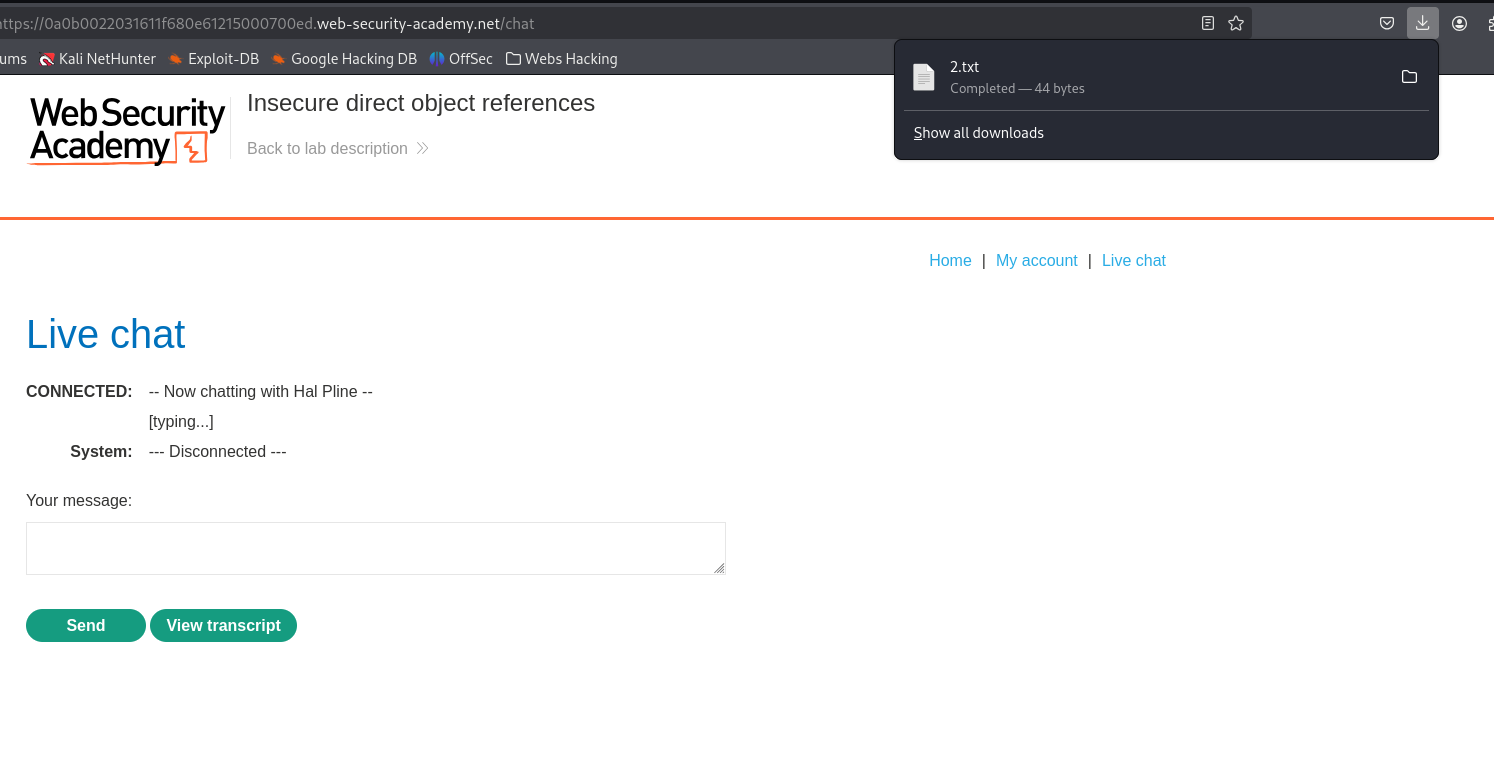 ttps://0a0b0022031611f680e61215000700ed.web-security-academy.net/chat
ums Kali NetHunter Exploit-DB Google Hacking DB OffSec Webs Hacking
2.txt
Completed — 44 bytes
Show all downloads
Web Security
Academy
Insecure direct object references
Back to lab description
Home | My account | Live chat
Live chat
CONNECTED: -- Now chatting with Hal Pline --
[typing...]
System: --- Disconnected ---
Your message:
Send View transcript